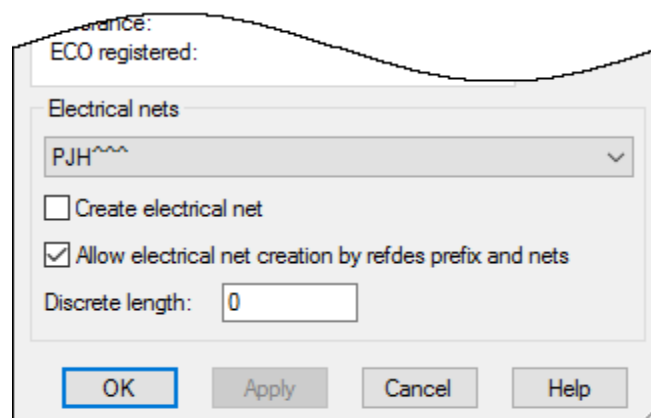 ECO registered:
Electrical nets
PJH^^^
Create electrical net
Allow electrical net creation by refdes prefix and nets
Discrete length: 0
OK Apply Cancel Help